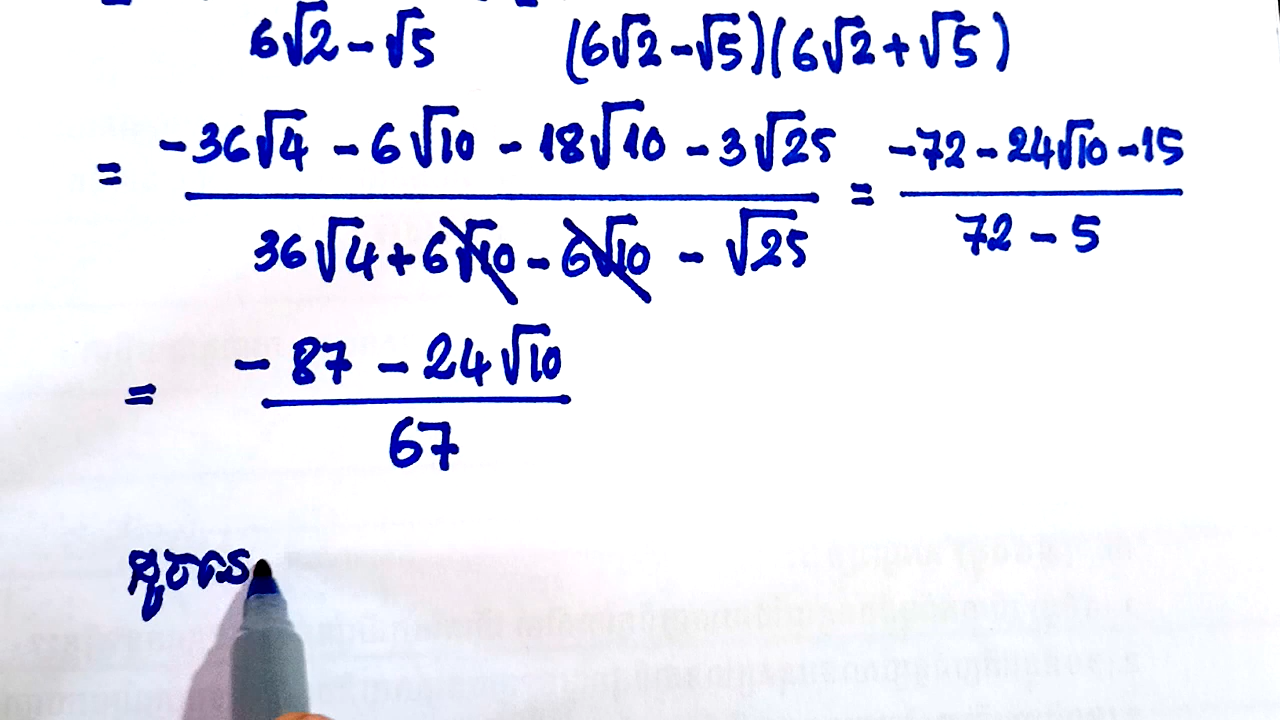 6√2 - √5 (6√2 - √5)(6√2 + √5)
= -36√4 - 6√10 - 18√10 - 3√25 = -72 - 24√10 - 15
36√4 + 6√10 - 6√10 - √25 72 - 5
= -87 - 24√10
67